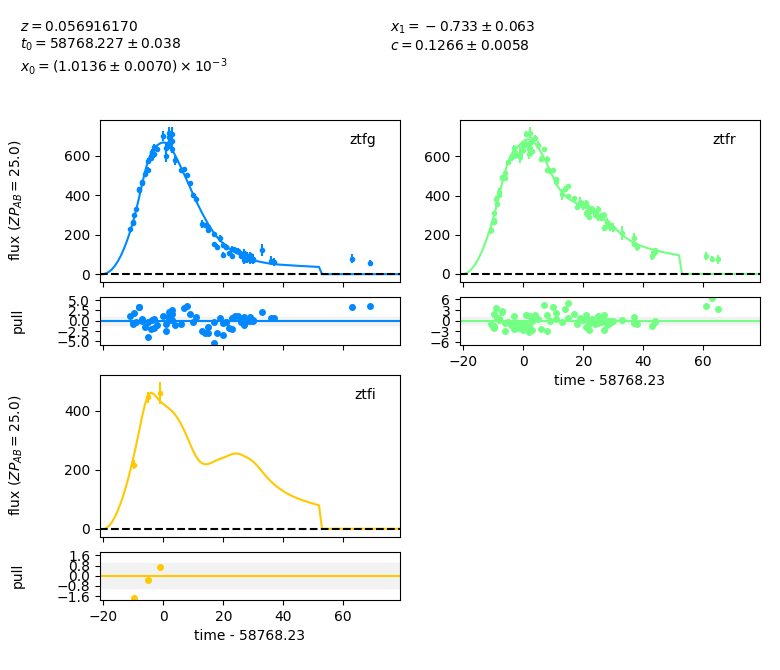 z = 0.056916170
t₀ = 58768.227 ± 0.038
x₀ = (1.0136 ± 0.0070) × 10⁻³
x₁ = −0.733 ± 0.063
c = 0.1266 ± 0.0058
ztfg
flux (ZP_AB = 25.0)
600
400
200
0
pull
5.0
2.5
0.0
−2.5
−5.0
ztfr
600
400
200
0
6
3
0
−3
−6
−20 0 20 40 60
time - 58768.23
ztfi
flux (ZP_AB = 25.0)
400
200
0
pull
1.6
0.8
0.0
−0.8
−1.6
−20 0 20 40 60
time - 58768.23